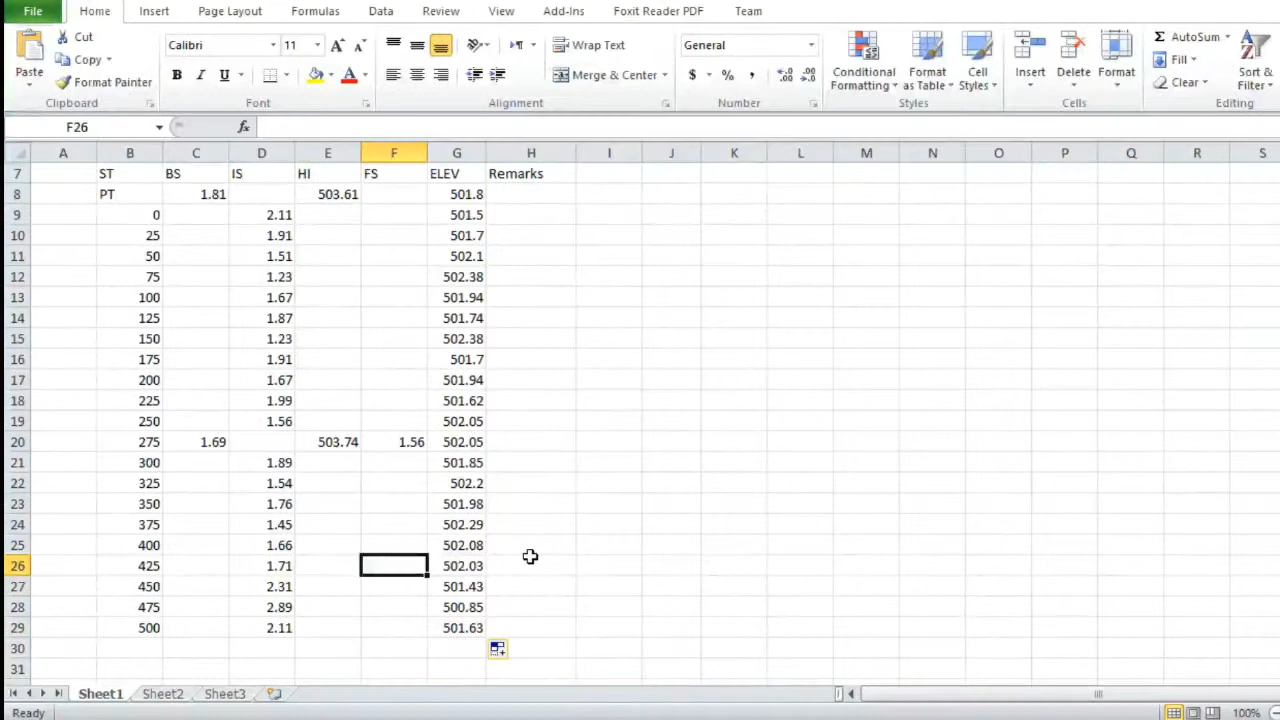 File Home Insert Page Layout Formulas Data Review View Add-Ins Foxit Reader PDF Team
Paste Cut Calibri 11 Wrap Text General Conditional Formatting Format as Table Cell Styles Insert Delete Format AutoSum Sort & Filter
Copy Fill
Format Painter B I U A Merge & Center $ % , Clear
Clipboard Font Alignment Number Styles Cells Editing
F26 fx
A B C D E F G H I J K L M N O P Q R S
7 ST BS IS HI FS ELEV Remarks
8 PT 1.81 503.61 501.8
9 0 2.11 501.5
10 25 1.91 501.7
11 50 1.51 502.1
12 75 1.23 502.38
13 100 1.67 501.94
14 125 1.87 501.74
15 150 1.23 502.38
16 175 1.91 501.7
17 200 1.67 501.94
18 225 1.99 501.62
19 250 1.56 502.05
20 275 1.69 503.74 1.56 502.05
21 300 1.89 501.85
22 325 1.54 502.2
23 350 1.76 501.98
24 375 1.45 502.29
25 400 1.66 502.08
26 425 1.71 502.03
27 450 2.31 501.43
28 475 2.89 500.85
29 500 2.11 501.63
30
31
Sheet1 Sheet2 Sheet3
Ready 100%